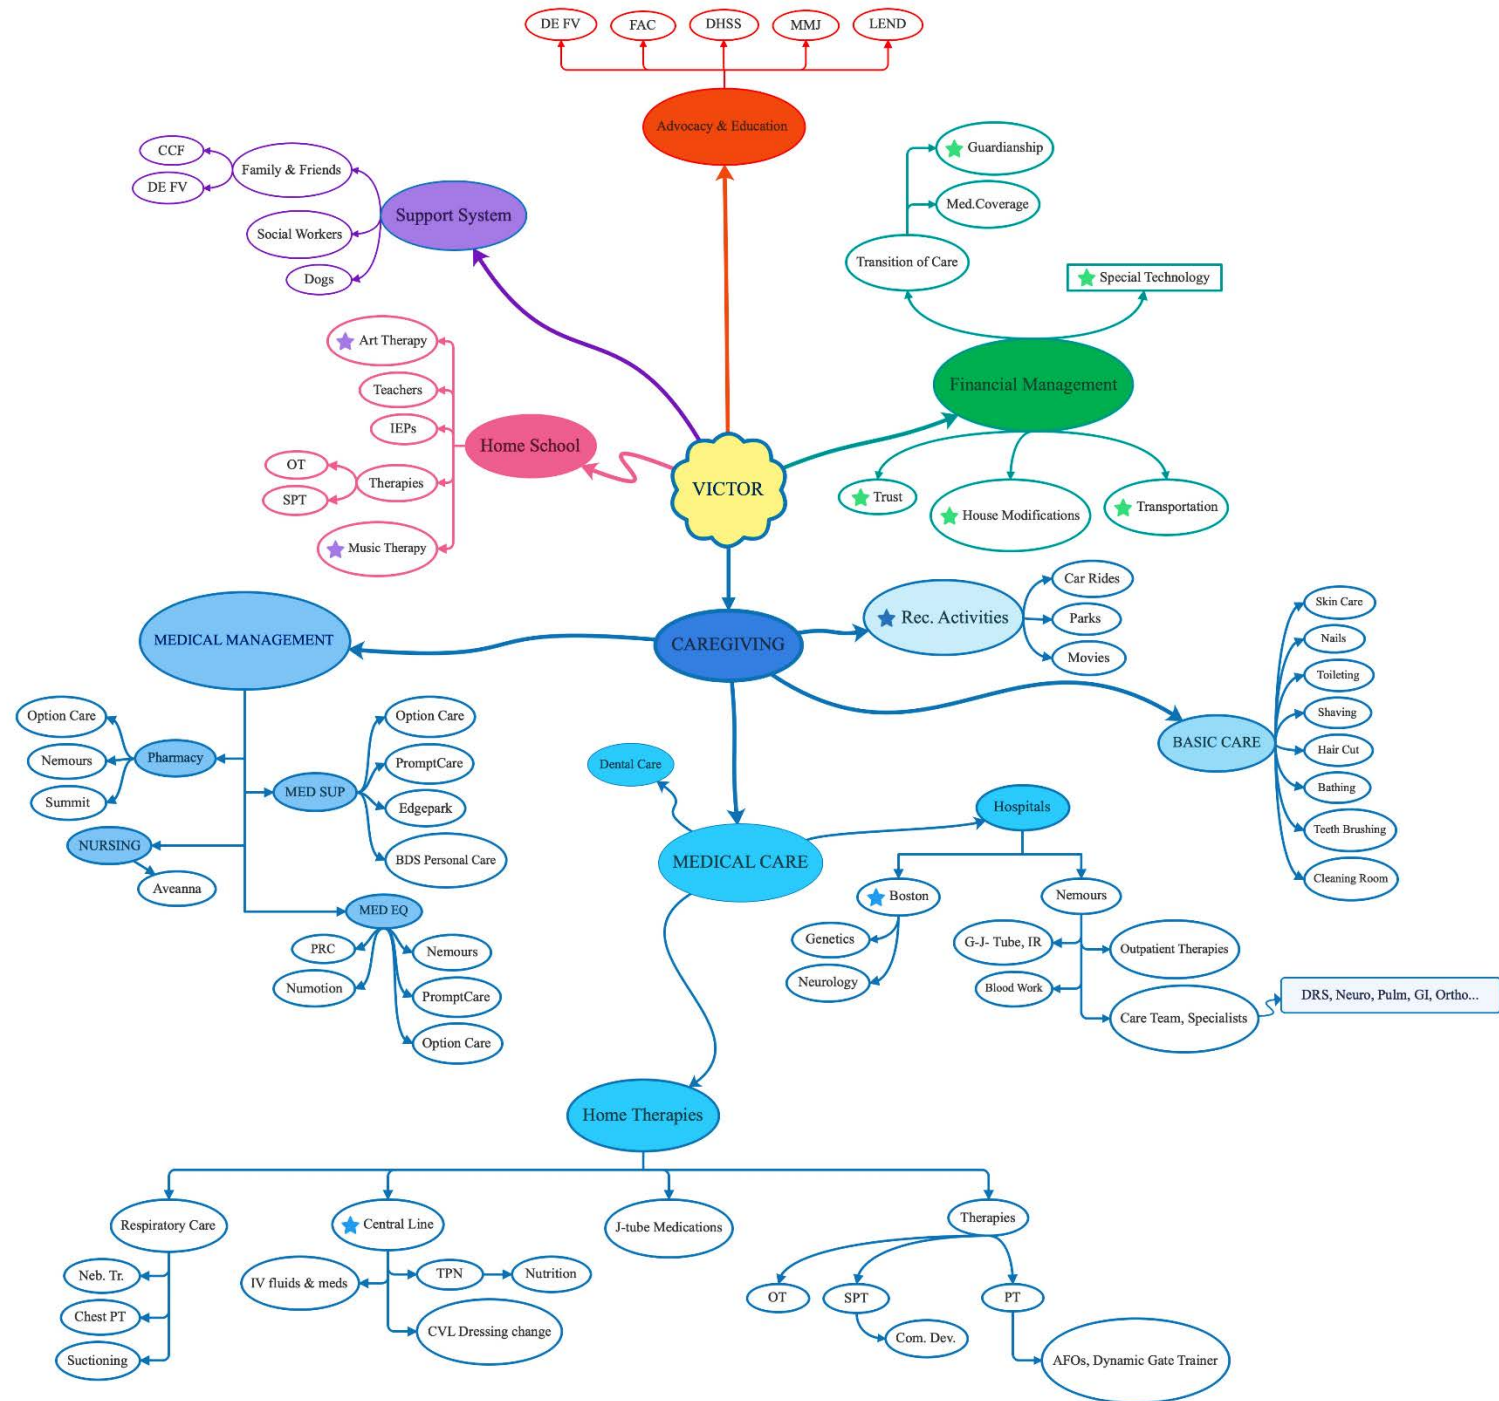 DE FV
FAC
DHSS
MMJ
LEND
Advocacy & Education
CCF
DE FV
Family & Friends
Social Workers
Dogs
Support System
Guardianship
Med.Coverage
Transition of Care
Special Technology
Financial Management
Trust
House Modifications
Transportation
Art Therapy
Teachers
IEPs
OT
SPT
Therapies
Music Therapy
Home School
VICTOR
CAREGIVING
Rec. Activities
Car Rides
Parks
Movies
BASIC CARE
Skin Care
Nails
Toileting
Shaving
Hair Cut
Bathing
Teeth Brushing
Cleaning Room
MEDICAL MANAGEMENT
Option Care
Nemours
Summit
Pharmacy
MED SUP
Option Care
PromptCare
Edgepark
BDS Personal Care
NURSING
Aveanna
MED EQ
PRC
Numotion
Nemours
PromptCare
Option Care
Dental Care
MEDICAL CARE
Hospitals
Boston
Genetics
Neurology
Nemours
G-J- Tube, IR
Blood Work
Outpatient Therapies
Care Team, Specialists
DRS, Neuro, Pulm, GI, Ortho...
Home Therapies
Respiratory Care
Neb. Tr.
Chest PT
Suctioning
Central Line
IV fluids & meds
TPN
Nutrition
CVL Dressing change
J-tube Medications
Therapies
OT
SPT
Com. Dev.
PT
AFOs, Dynamic Gate Trainer